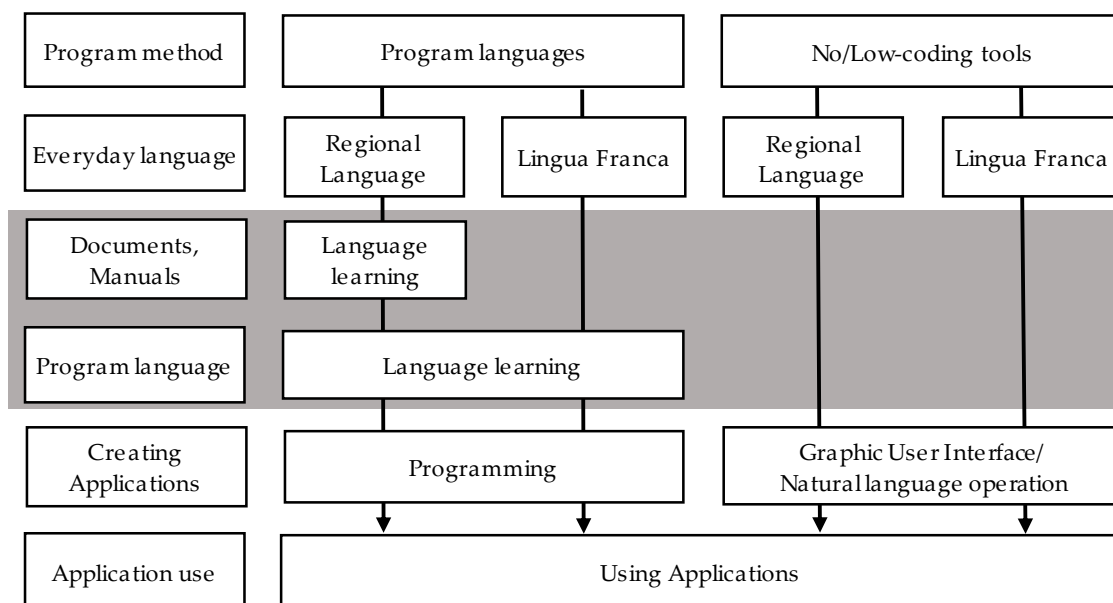 Program method
Program languages
No/Low-coding tools
Everyday language
Regional
Language
Lingua Franca
Regional
Language
Lingua Franca
Documents,
Manuals
Language
learning
Program language
Language learning
Creating
Applications
Programming
Graphic User Interface/
Natural language operation
Application use
Using Applications